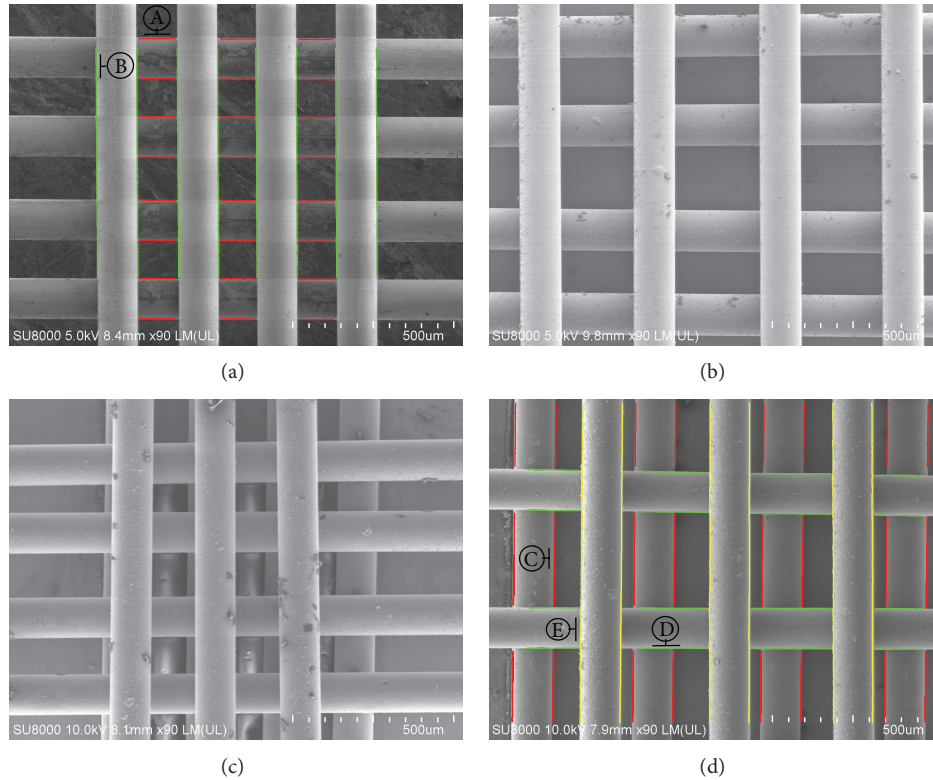 A
B
SU8000 5.0kV 8.4mm x90 LM(UL) 500um
(a)
SU8000 5.0kV 9.8mm x90 LM(UL) 500um
(b)
SU8000 10.0kV 8.1mm x90 LM(UL) 500um
(c)
C
E
D
SU8000 10.0kV 7.9mm x90 LM(UL) 500um
(d)